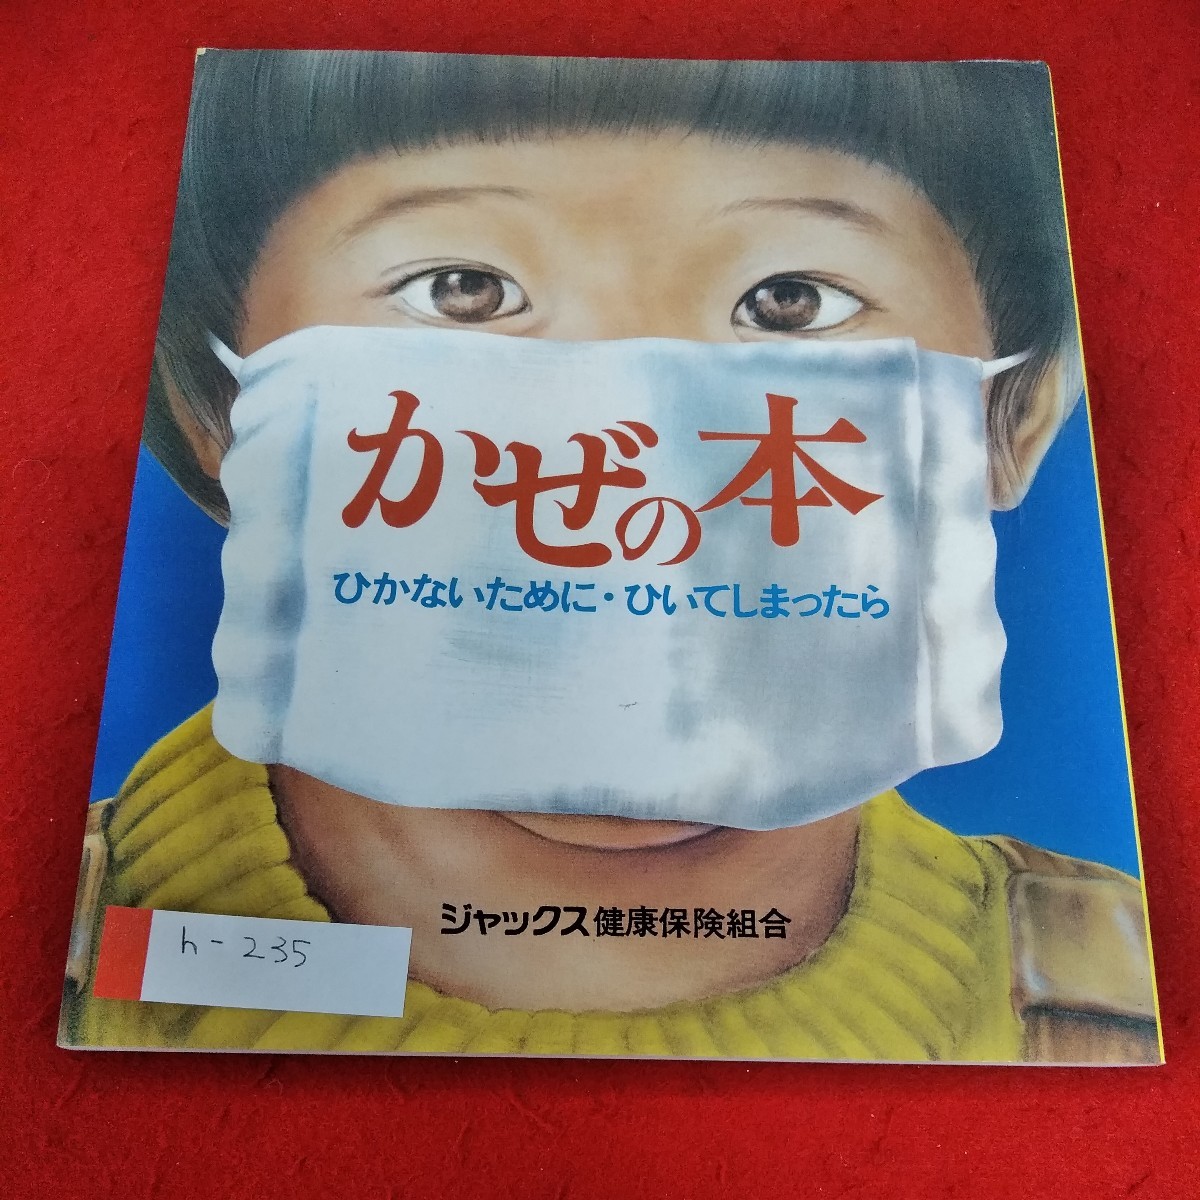 かぜの本
ひかないために・ひいてしまったら
ジャックス健康保険組合
h-235